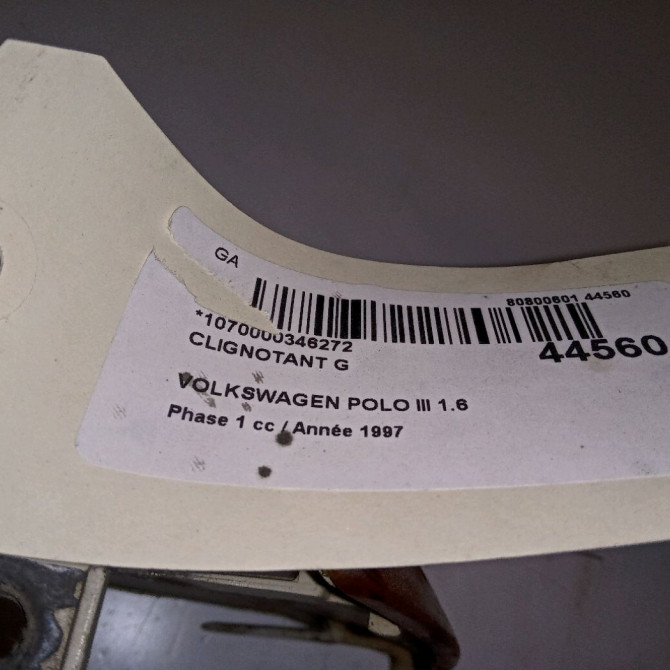 GA
80800601 44560
*1070000346272
44560
CLIGNOTANT G
VOLKSWAGEN POLO III 1.6
Phase 1 cc / Année 1997